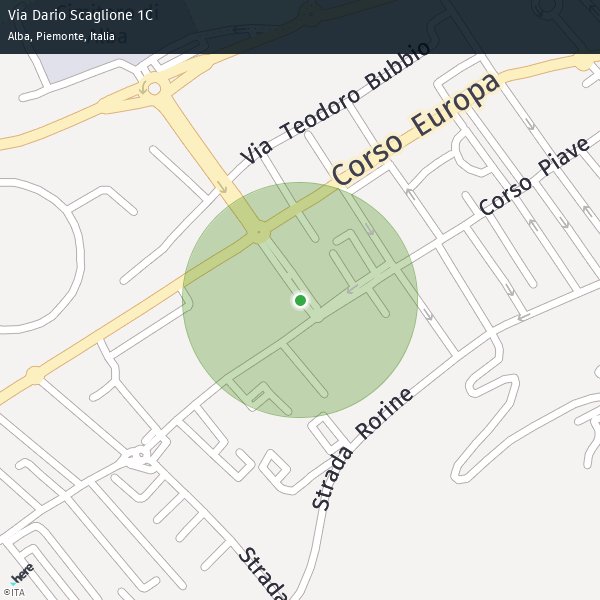 Via Dario Scaglione 1C
Alba, Piemonte, Italia
Via Teodoro Bubbio
Corso Europa
Corso Piave
Strada Rorine
Strada
here
©ITA